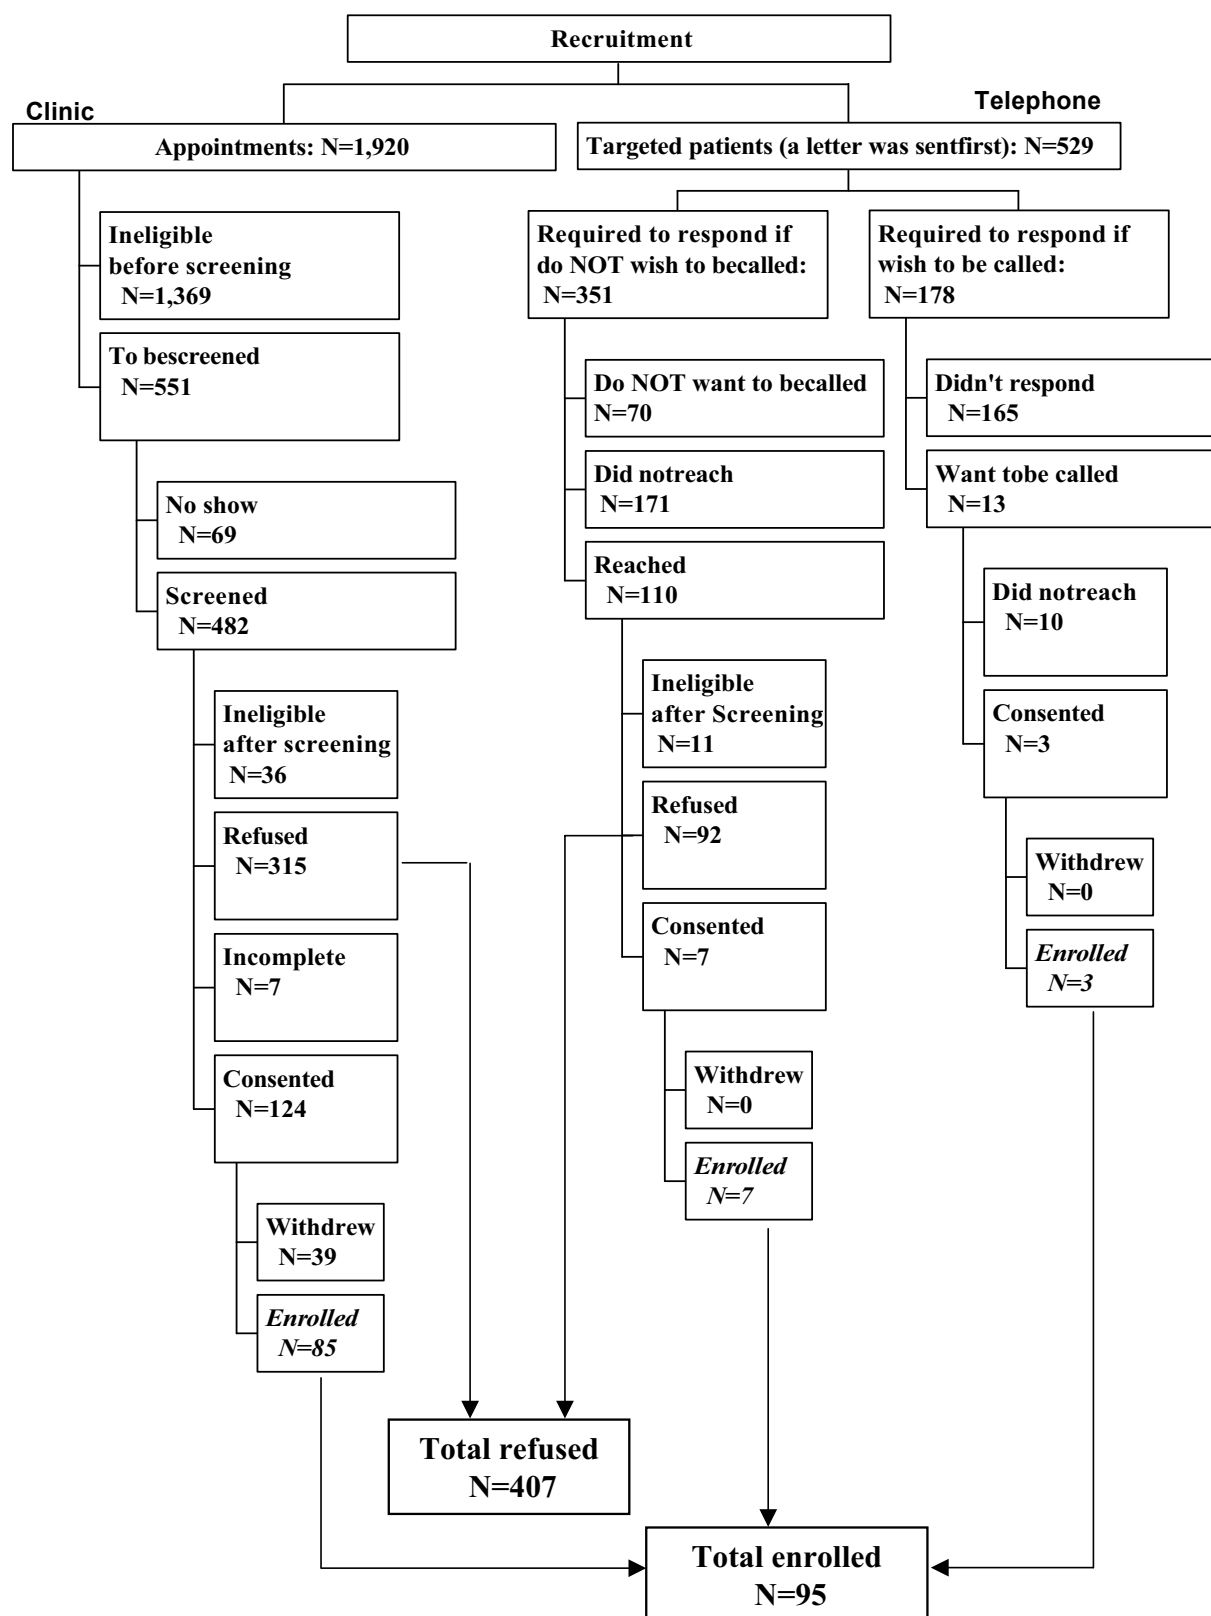 Recruitment
Clinic
Appointments: N=1,920
Ineligible
before screening
N=1,369
To bescreened
N=551
No show
N=69
Screened
N=482
Ineligible
after screening
N=36
Refused
N=315
Incomplete
N=7
Consented
N=124
Withdrew
N=39
Enrolled
N=85
Telephone
Targeted patients (a letter was sentfirst): N=529
Required to respond if
do NOT wish to becalled:
N=351
Do NOT want to becalled
N=70
Did notreach
N=171
Reached
N=110
Ineligible
after Screening
N=11
Refused
N=92
Consented
N=7
Withdrew
N=0
Enrolled
N=7
Required to respond if
wish to be called:
N=178
Didn't respond
N=165
Want tobe called
N=13
Did notreach
N=10
Consented
N=3
Withdrew
N=0
Enrolled
N=3
Total refused
N=407
Total enrolled
N=95